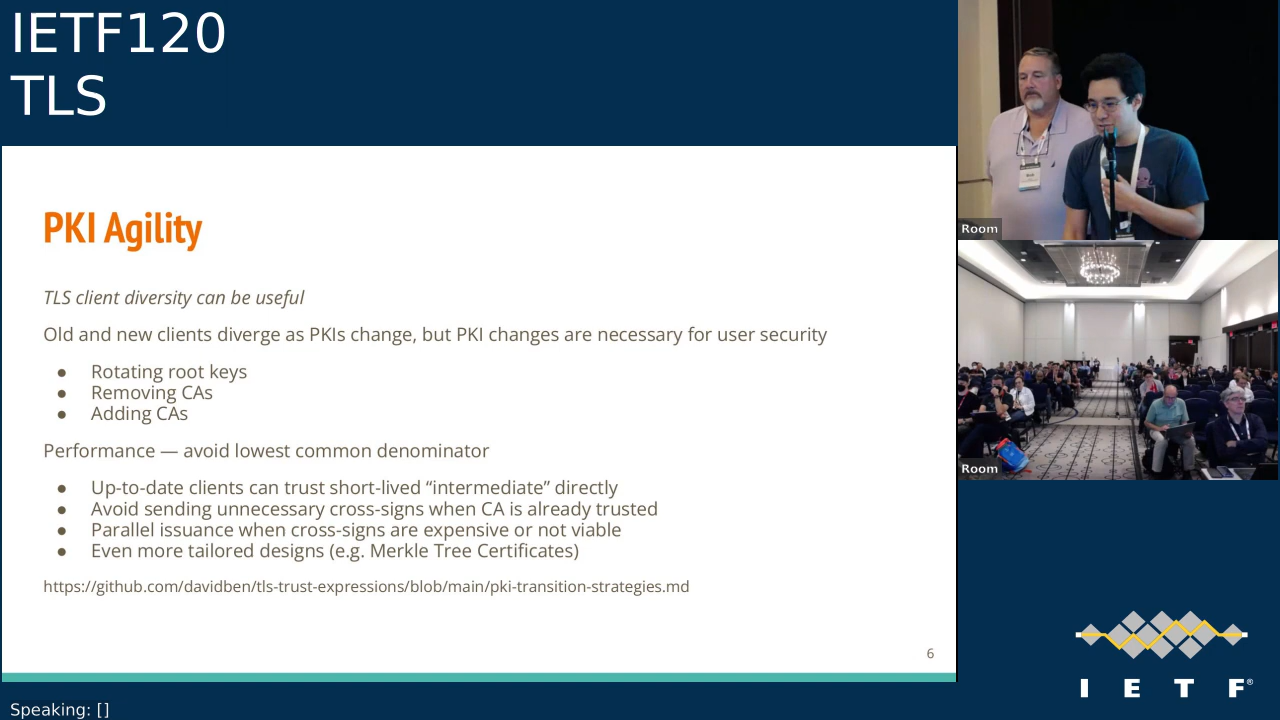 IETF120
TLS
PKI Agility
TLS client diversity can be useful
Old and new clients diverge as PKIs change, but PKI changes are necessary for user security
● Rotating root keys
● Removing CAs
● Adding CAs
Performance — avoid lowest common denominator
● Up-to-date clients can trust short-lived “intermediate” directly
● Avoid sending unnecessary cross-signs when CA is already trusted
● Parallel issuance when cross-signs are expensive or not viable
● Even more tailored designs (e.g. Merkle Tree Certificates)
https://github.com/davidben/tls-trust-expressions/blob/main/pki-transition-strategies.md
6
Speaking: []
Room
Room
I E T F®